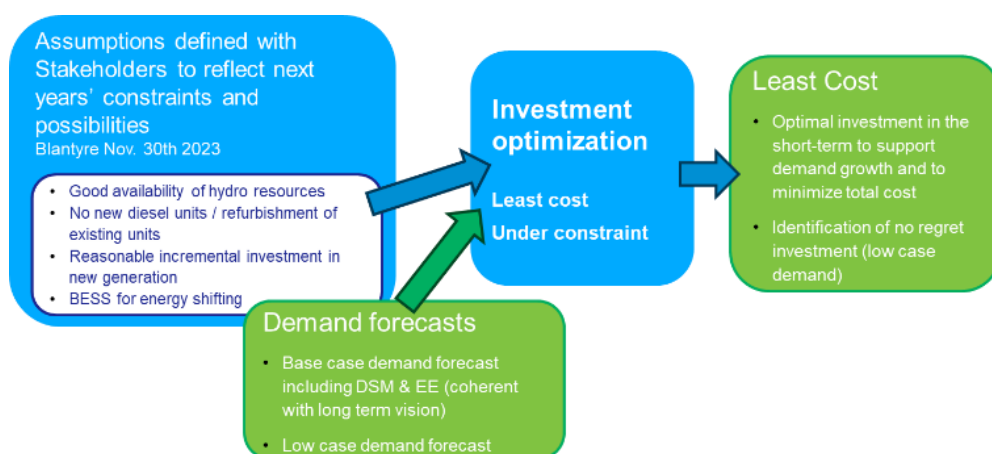 Assumptions defined with
Stakeholders to reflect next
years' constraints and
possibilities
Blantyre Nov. 30th 2023
• Good availability of hydro resources
• No new diesel units / refurbishment of
existing units
• Reasonable incremental investment in
new generation
• BESS for energy shifting
Demand forecasts
• Base case demand forecast
including DSM & EE (coherent
with long term vision)
• Low case demand forecast
Investment
optimization
Least cost
Under constraint
Least Cost
• Optimal investment in the
short-term to support
demand growth and to
minimize total cost
• Identification of no regret
investment (low case
demand)